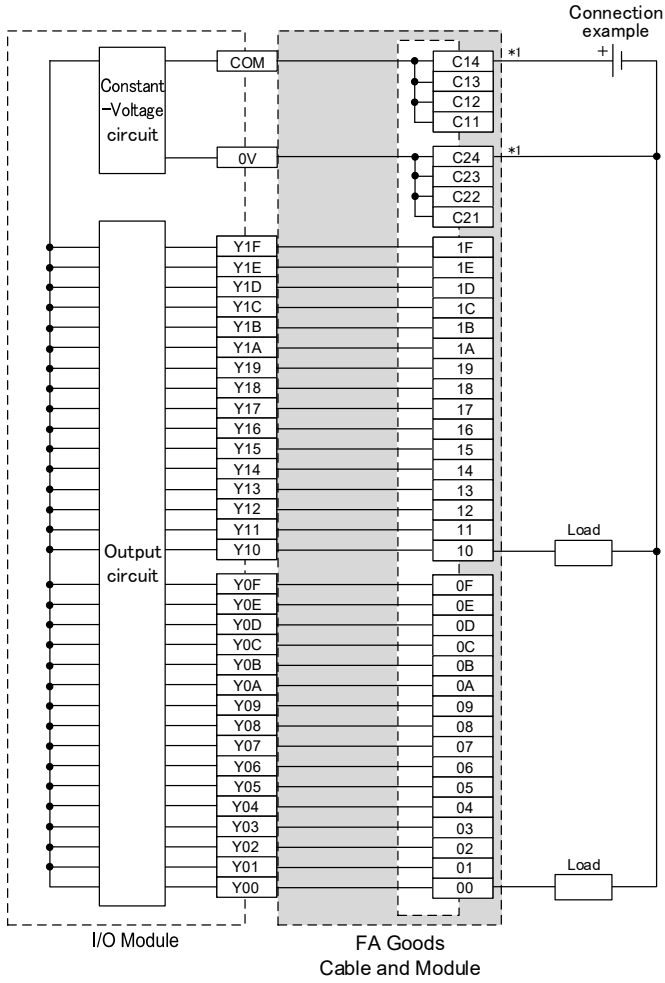 Connection
example
COM
C14
*1
+
C13
Constant
-Voltage
circuit
C12
C11
0V
C24
*1
C23
C22
C21
Y1F
1F
Y1E
1E
Y1D
1D
Y1C
1C
Y1B
1B
Y1A
1A
Y19
19
Y18
18
Y17
17
Y16
16
Y15
15
Y14
14
Y13
13
Y12
12
Y11
11
Load
Y10
10
Output
circuit
Y0F
0F
Y0E
0E
Y0D
0D
Y0C
0C
Y0B
0B
Y0A
0A
Y09
09
Y08
08
Y07
07
Y06
06
Y05
05
Y04
04
Y03
03
Y02
02
Y01
01
Load
Y00
00
I/O Module
FA Goods
Cable and Module